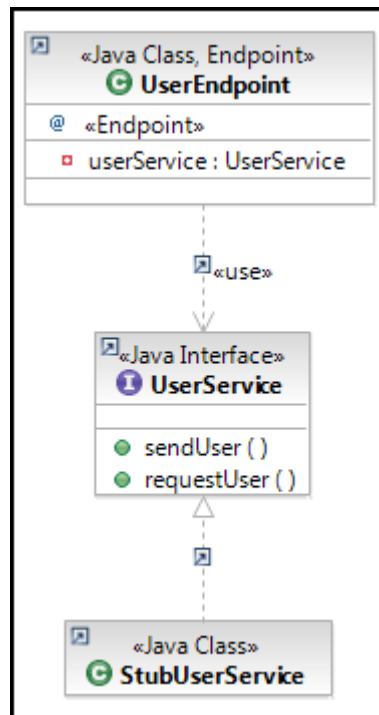 «Java Class, Endpoint»
UserEndpoint
@ «Endpoint»
userService : UserService
«use»
«Java Interface»
I UserService
sendUser ( )
requestUser ( )
«Java Class»
C StubUserService